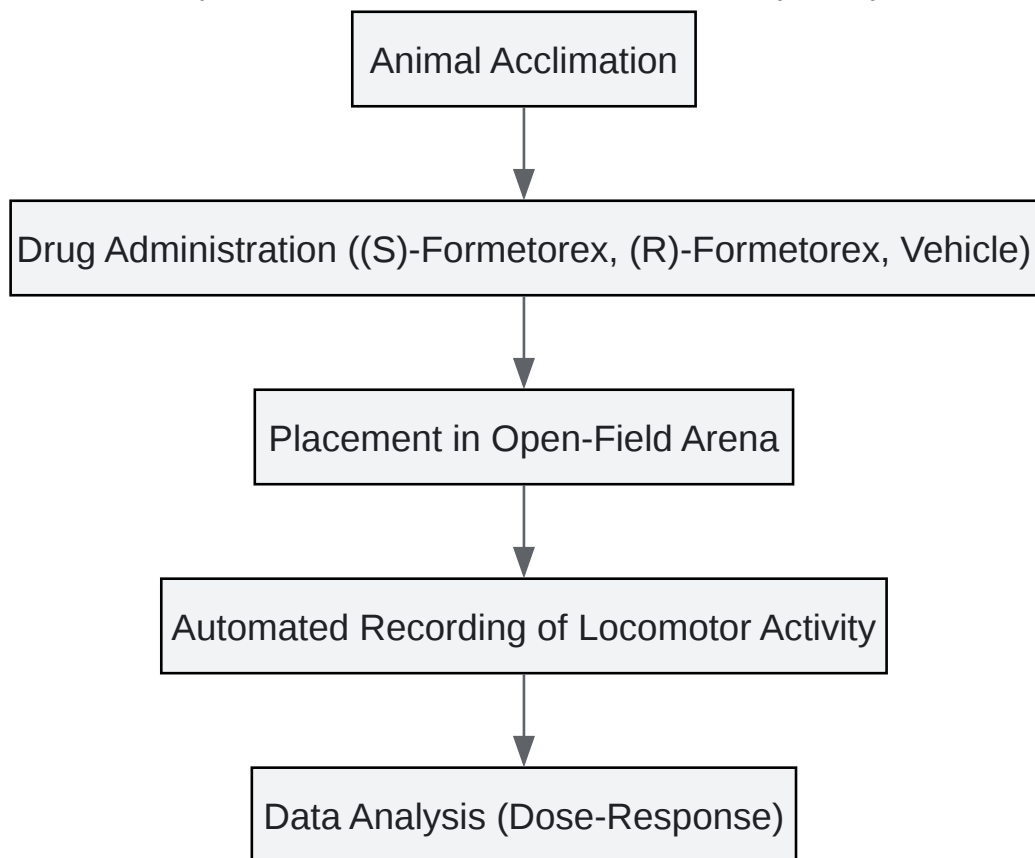 Animal Acclimation
Drug Administration ((S)-Formetorex, (R)-Formetorex, Vehicle)
Placement in Open-Field Arena
Automated Recording of Locomotor Activity
Data Analysis (Dose-Response)